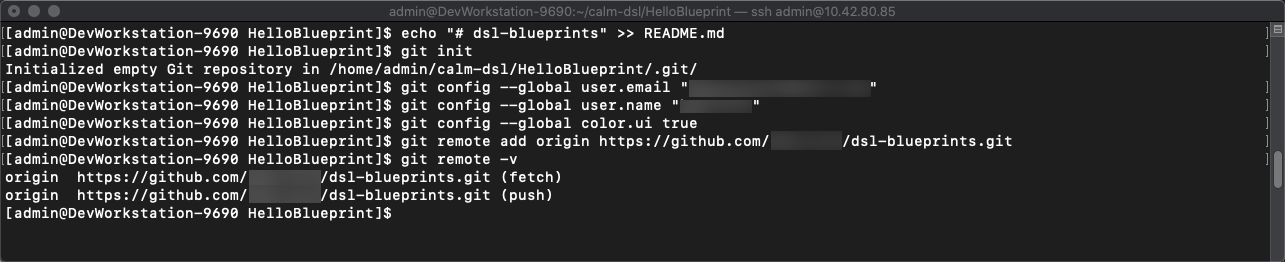 admin@DevWorkstation-9690:~/calm-dsl/HelloBlueprint — ssh admin@10.42.80.85
[[admin@DevWorkstation-9690 HelloBlueprint]$ echo "# dsl-blueprints" >> README.md ]
[[admin@DevWorkstation-9690 HelloBlueprint]$ git init ]
Initialized empty Git repository in /home/admin/calm-dsl/HelloBlueprint/.git/
[[admin@DevWorkstation-9690 HelloBlueprint]$ git config --global user.email "" ]
[[admin@DevWorkstation-9690 HelloBlueprint]$ git config --global user.name "" ]
[[admin@DevWorkstation-9690 HelloBlueprint]$ git config --global color.ui true ]
[[admin@DevWorkstation-9690 HelloBlueprint]$ git remote add origin https://github.com/ /dsl-blueprints.git ]
[[admin@DevWorkstation-9690 HelloBlueprint]$ git remote -v ]
origin  https://github.com/ /dsl-blueprints.git (fetch)
origin  https://github.com/ /dsl-blueprints.git (push)
[admin@DevWorkstation-9690 HelloBlueprint]$